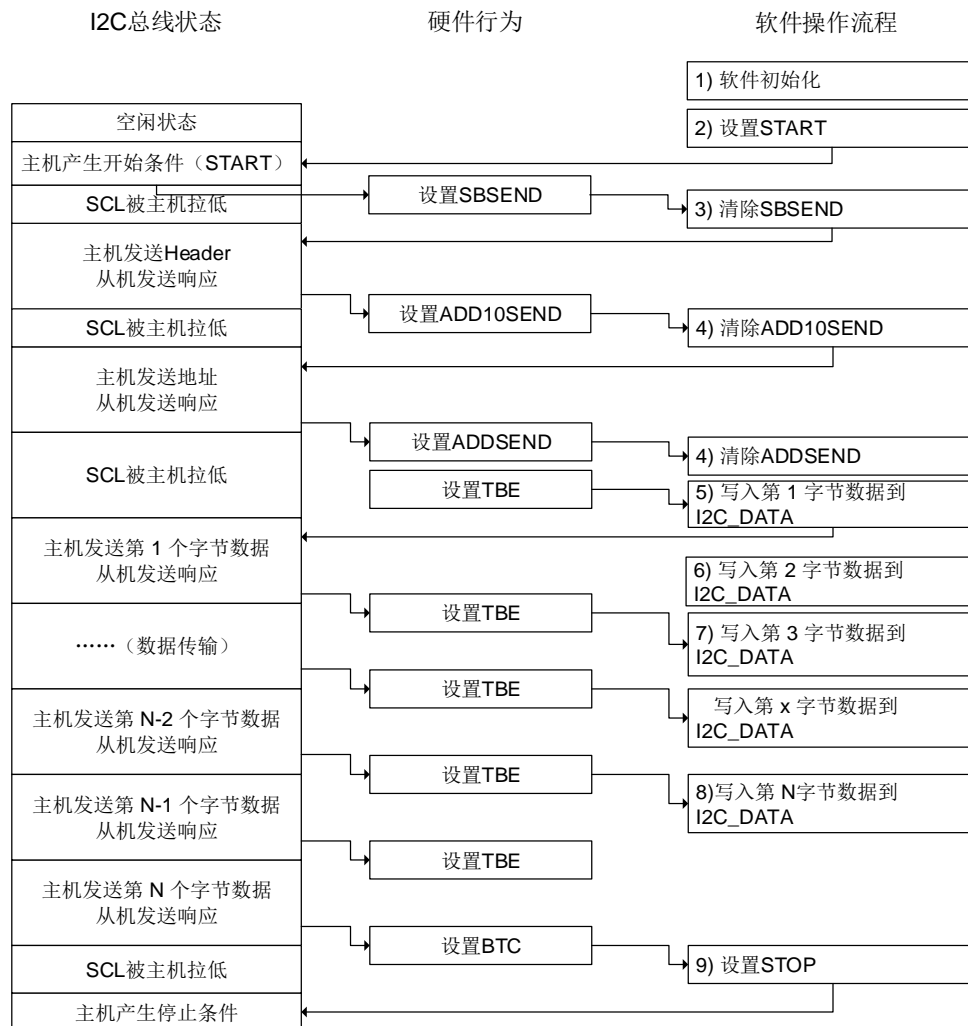 I2C总线状态
硬件行为
软件操作流程
1) 软件初始化
空闲状态
2) 设置START
主机产生开始条件（START）
SCL被主机拉低
设置SBSEND
3) 清除SBSEND
主机发送Header
从机发送响应
设置ADD10SEND
SCL被主机拉低
4) 清除ADD10SEND
主机发送地址
从机发送响应
设置ADDSEND
4) 清除ADDSEND
SCL被主机拉低
设置TBE
5) 写入第 1 字节数据到
I2C_DATA
主机发送第 1 个字节数据
从机发送响应
6) 写入第 2 字节数据到
I2C_DATA
设置TBE
7) 写入第 3 字节数据到
I2C_DATA
……（数据传输）
设置TBE
写入第 x 字节数据到
I2C_DATA
主机发送第 N-2 个字节数据
从机发送响应
设置TBE
8)写入第 N字节数据到
I2C_DATA
主机发送第 N-1 个字节数据
从机发送响应
设置TBE
主机发送第 N 个字节数据
从机发送响应
设置BTC
SCL被主机拉低
9) 设置STOP
主机产生停止条件